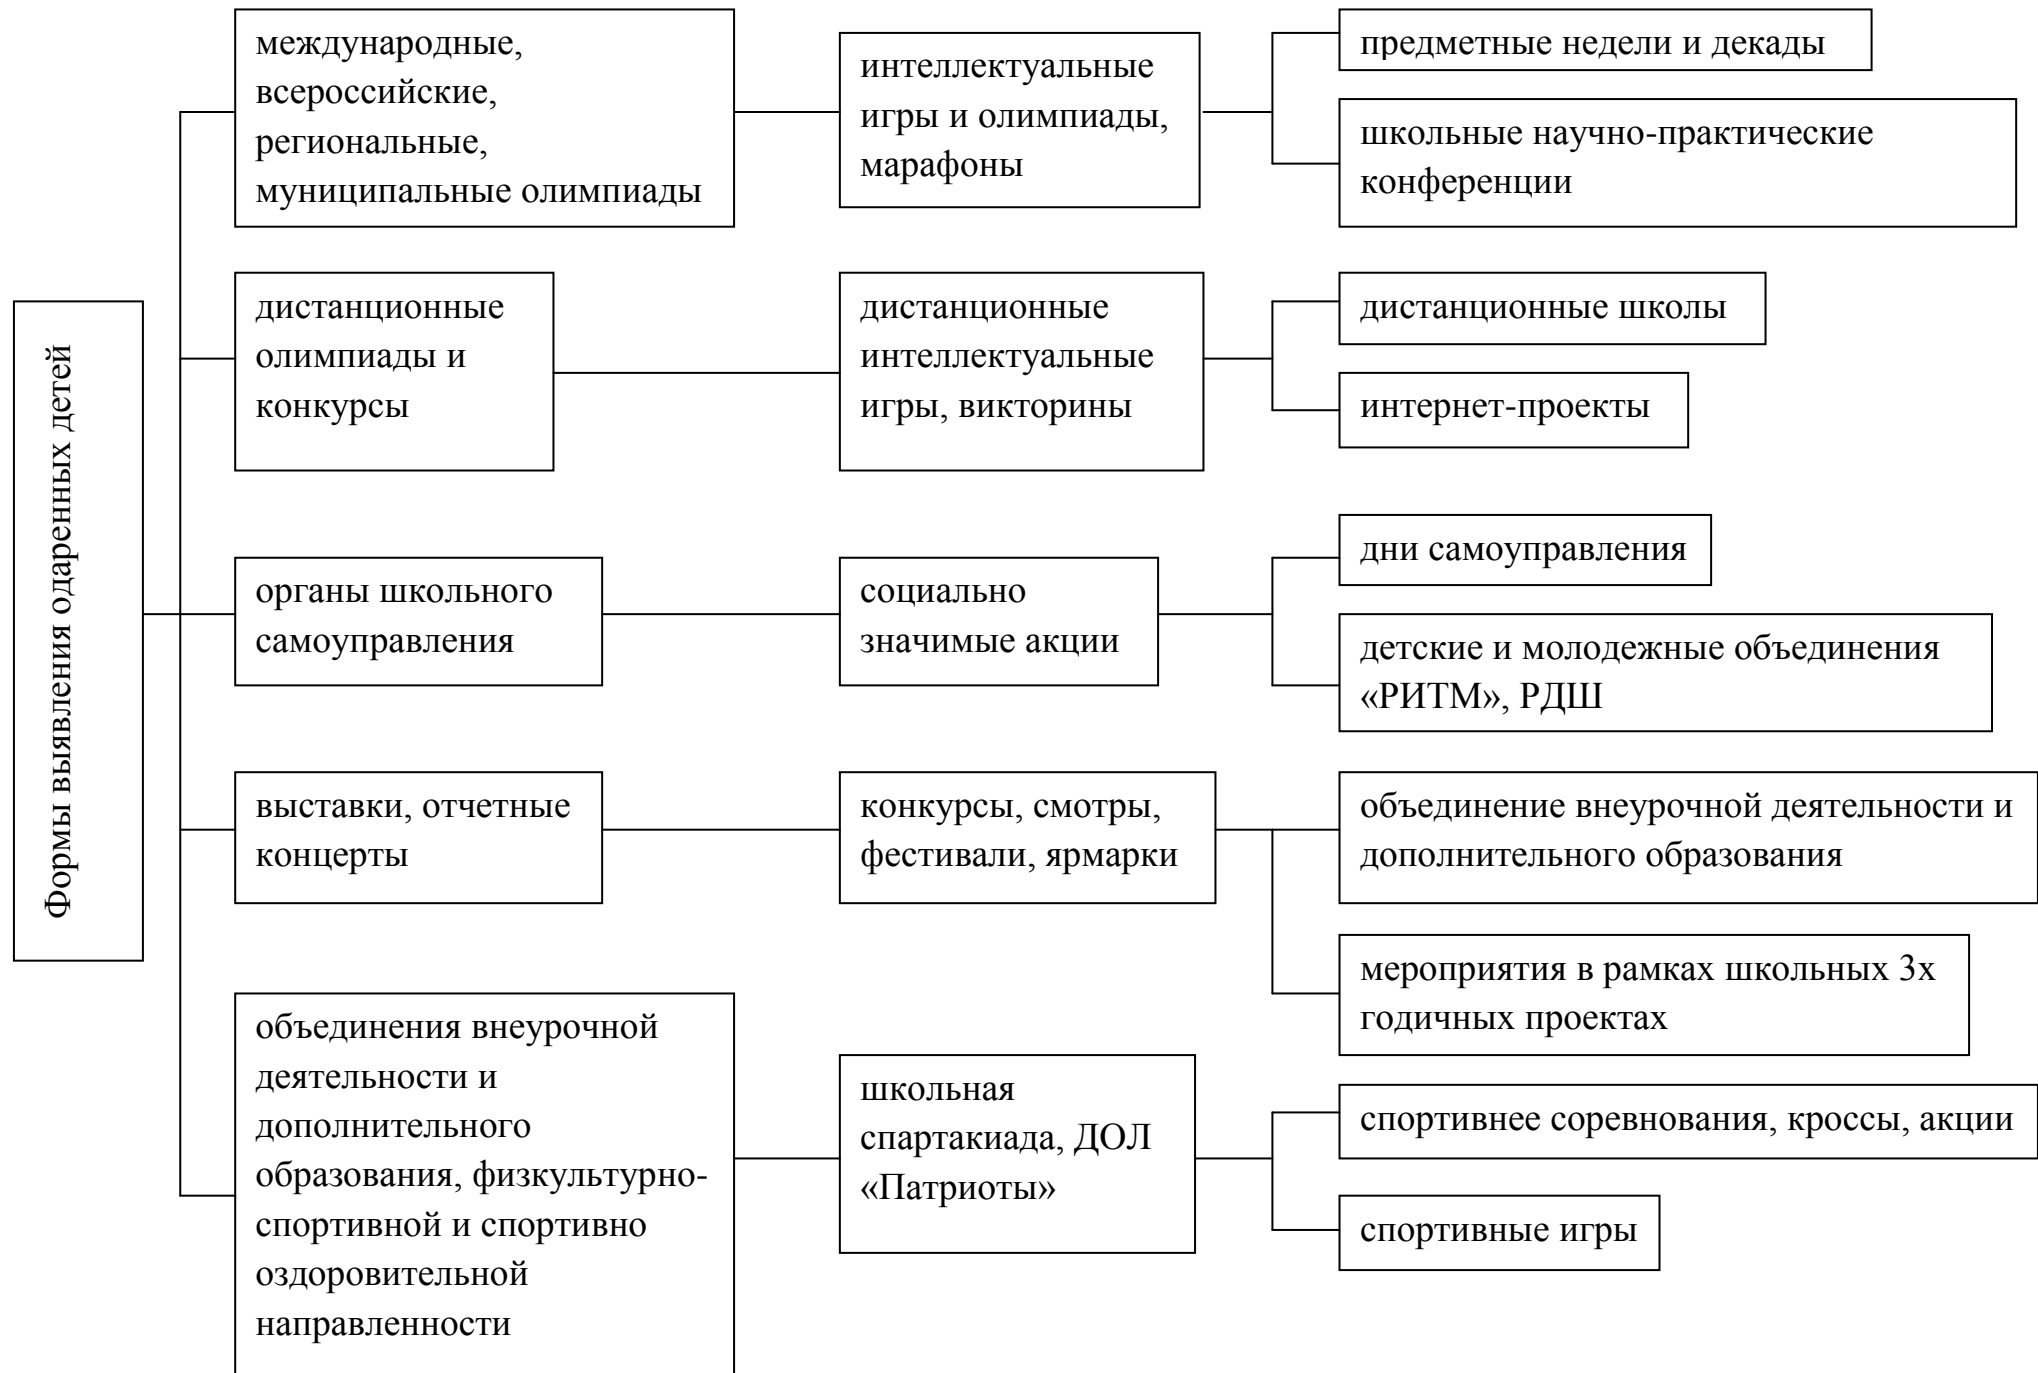 Формы выявления одаренных детей
международные,
всероссийские,
региональные,
муниципальные олимпиады
интеллектуальные
игры и олимпиады,
марафоны
предметные недели и декады
школьные научно-практические
конференции
дистанционные
олимпиады и
конкурсы
дистанционные
интеллектуальные
игры, викторины
дистанционные школы
интернет-проекты
органы школьного
самоуправления
социально
значимые акции
дни самоуправления
детские и молодежные объединения
«РИТМ», РДШ
выставки, отчетные
концерты
конкурсы, смотры,
фестивали, ярмарки
объединение внеурочной деятельности и
дополнительного образования
мероприятия в рамках школьных 3х
годичных проектах
объединения внеурочной
деятельности и
дополнительного
образования, физкультурно-
спортивной и спортивно
оздоровительной
направленности
школьная
спартакиада, ДОЛ
«Патриоты»
спортивнее соревнования, кроссы, акции
спортивные игры